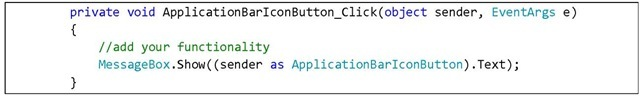 private void ApplicationBarIconButton_Click(object sender, EventArgs e)
{
//add your functionality
MessageBox.Show((sender as ApplicationBarIconButton).Text);
}